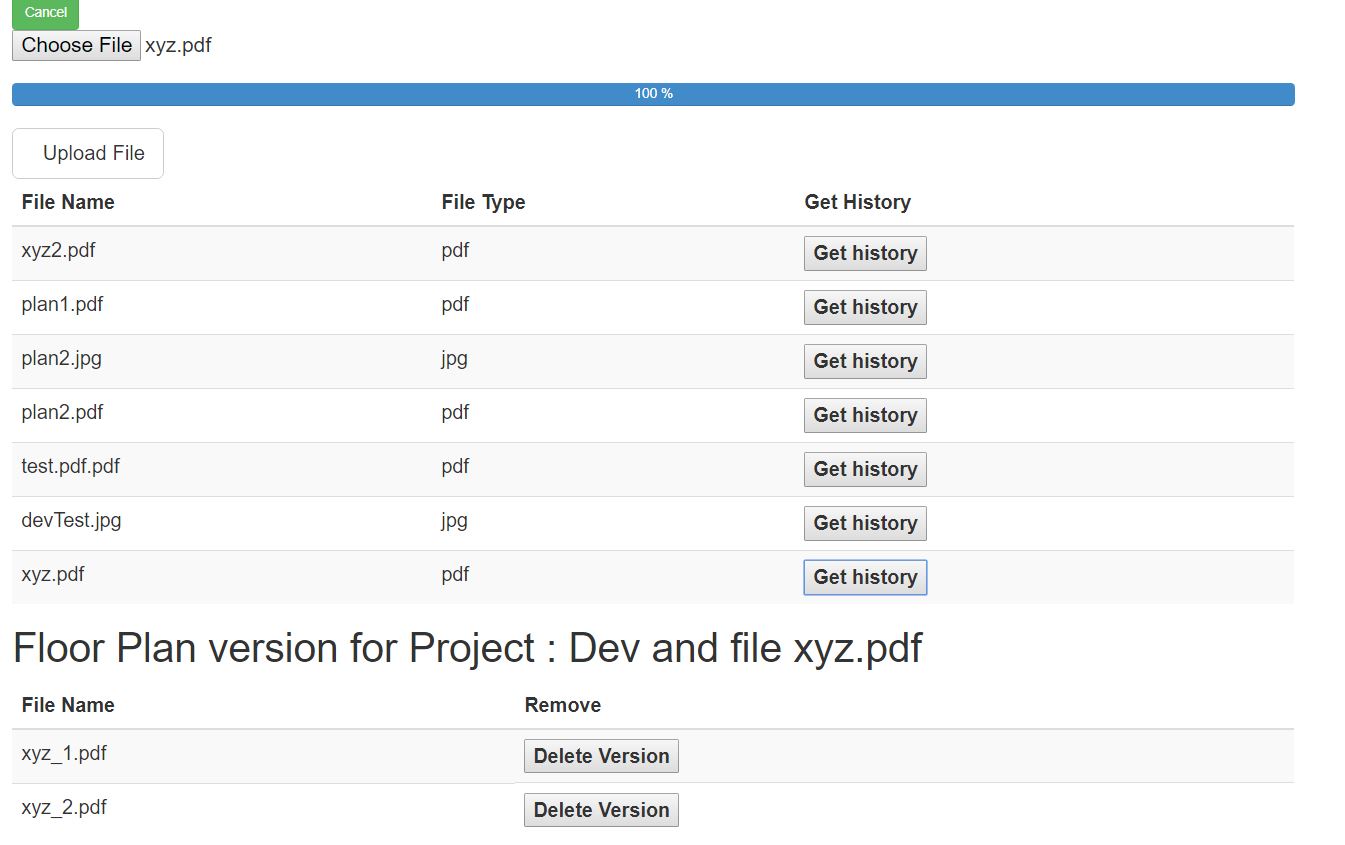 Cancel
Choose File xyz.pdf
100 %
Upload File
File Name File Type Get History
xyz2.pdf pdf Get history
plan1.pdf pdf Get history
plan2.jpg jpg Get history
plan2.pdf pdf Get history
test.pdf.pdf pdf Get history
devTest.jpg jpg Get history
xyz.pdf pdf Get history
Floor Plan version for Project : Dev and file xyz.pdf
File Name Remove
xyz_1.pdf Delete Version
xyz_2.pdf Delete Version